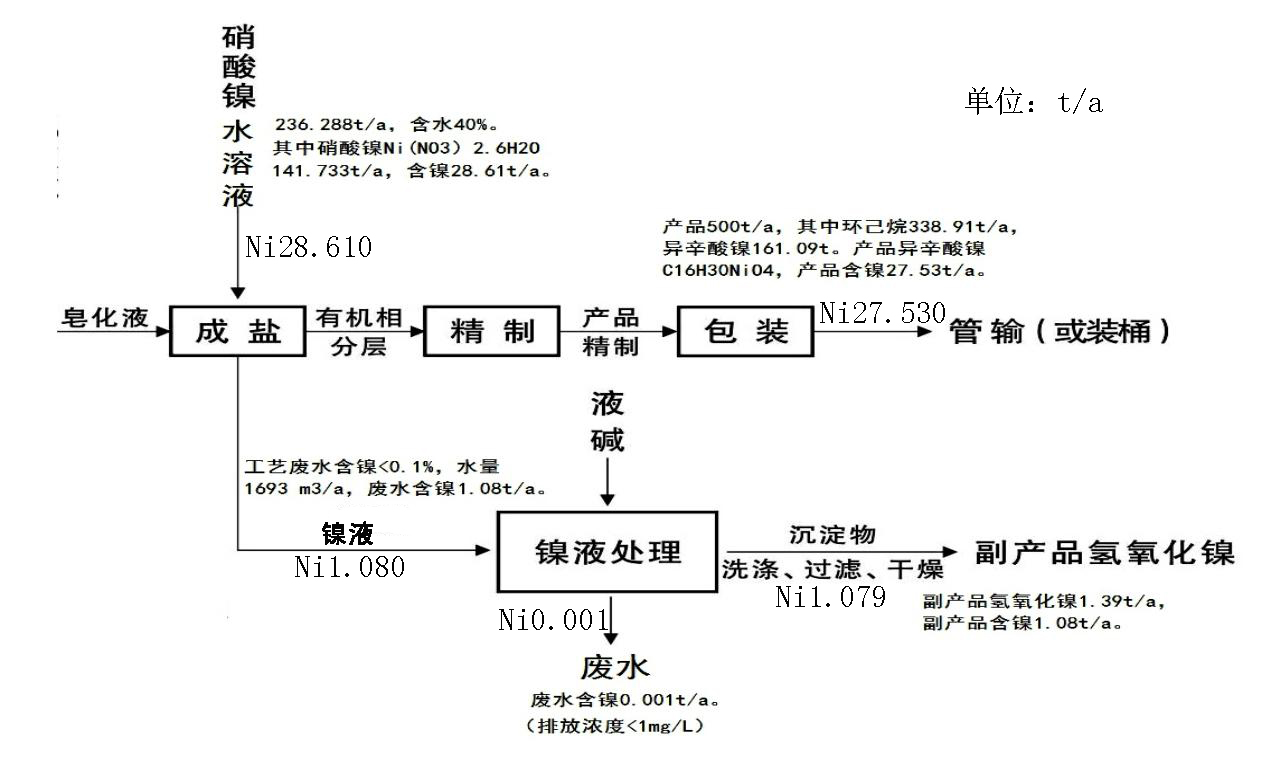 硝酸镍水溶液
单位：t/a
236.288t/a，含水40%。
其中硝酸镍Ni(NO3）2.6H2O
141.733t/a，含镍28.61t/a。
Ni28.610
产品500t/a，其中环己烷338.91t/a，
异辛酸镍161.09t。产品异辛酸镍
C16H30NiO4，产品含镍27.53t/a。
皂化液
成盐
有机相
分层
精制
产品
精制
包装
Ni27.530
管输（或装桶）
液碱
工艺废水含镍<0.1%，水量
1693 m3/a，废水含镍1.08t/a。
镍液
Ni1.080
镍液处理
沉淀物
洗涤、过滤、干燥
Ni1.079
副产品氢氧化镍
副产品氢氧化镍1.39t/a，
副产品含镍1.08t/a。
Ni0.001
废水
废水含镍0.001t/a。
（排放浓度<1mg/L）